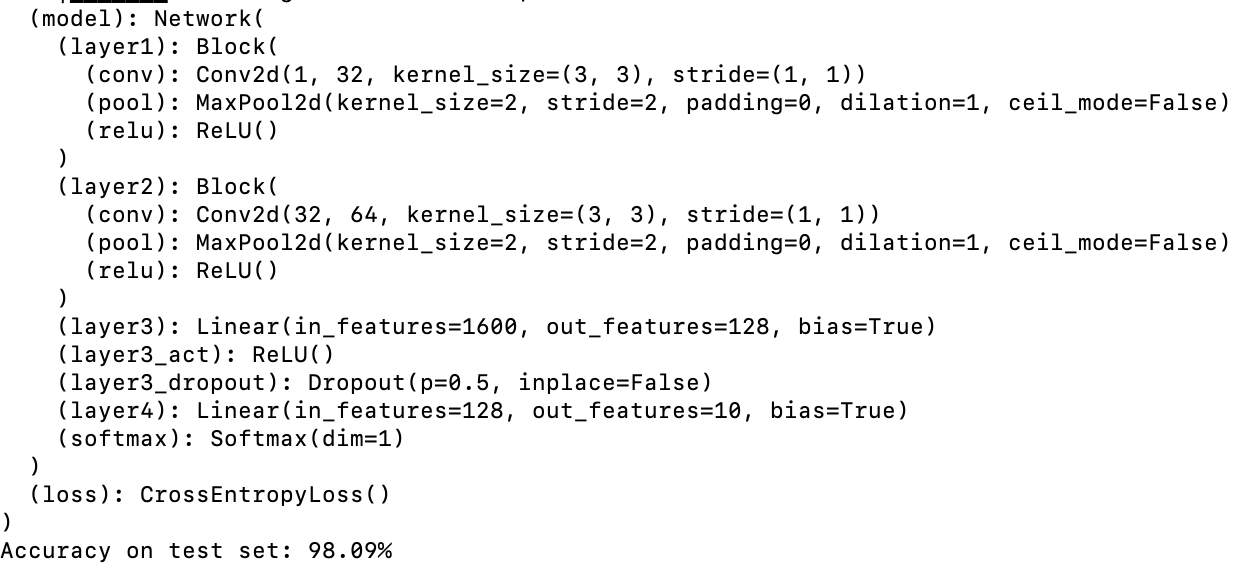 (model): Network(
(layer1): Block(
(conv): Conv2d(1, 32, kernel_size=(3, 3), stride=(1, 1))
(pool): MaxPool2d(kernel_size=2, stride=2, padding=0, dilation=1, ceil_mode=False)
(relu): ReLU()
)
(layer2): Block(
(conv): Conv2d(32, 64, kernel_size=(3, 3), stride=(1, 1))
(pool): MaxPool2d(kernel_size=2, stride=2, padding=0, dilation=1, ceil_mode=False)
(relu): ReLU()
)
(layer3): Linear(in_features=1600, out_features=128, bias=True)
(layer3_act): ReLU()
(layer3_dropout): Dropout(p=0.5, inplace=False)
(layer4): Linear(in_features=128, out_features=10, bias=True)
(softmax): Softmax(dim=1)
)
(loss): CrossEntropyLoss()
)
Accuracy on test set: 98.09%